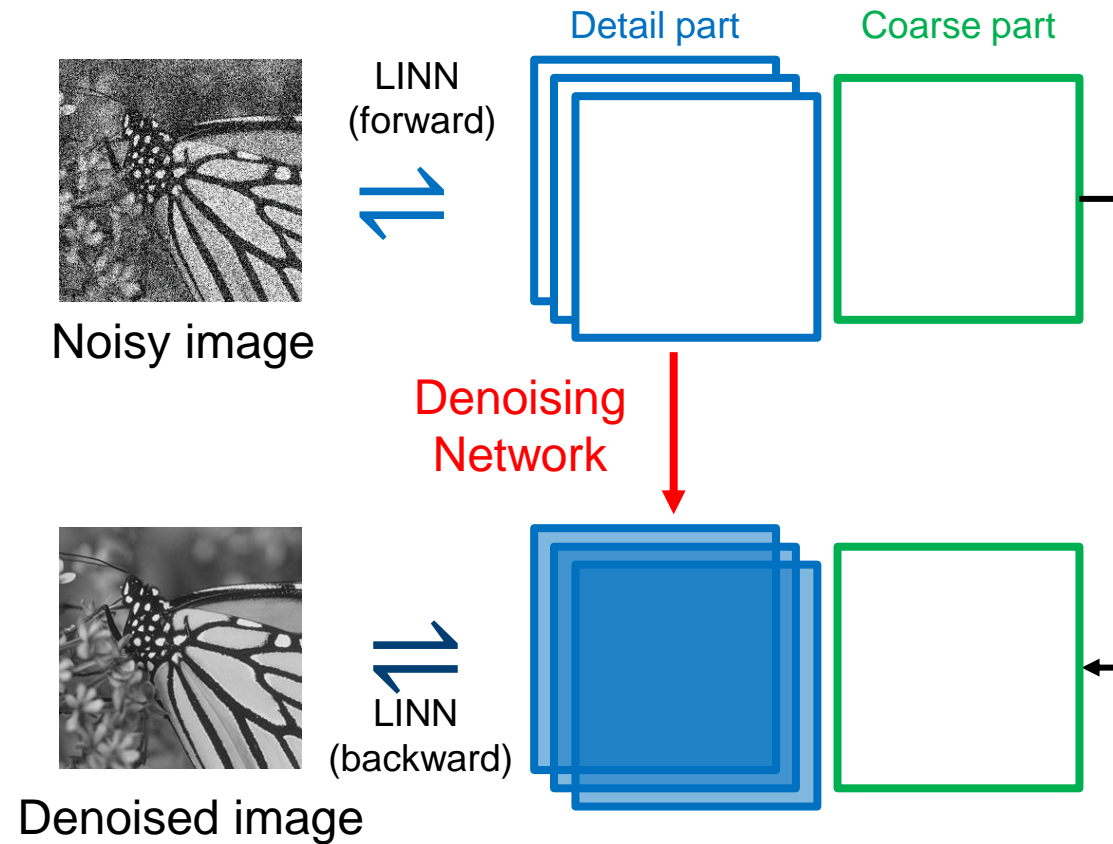 Detail part
Coarse part
LINN
(forward)
Noisy image
Denoising
Network
LINN
(backward)
Denoised image